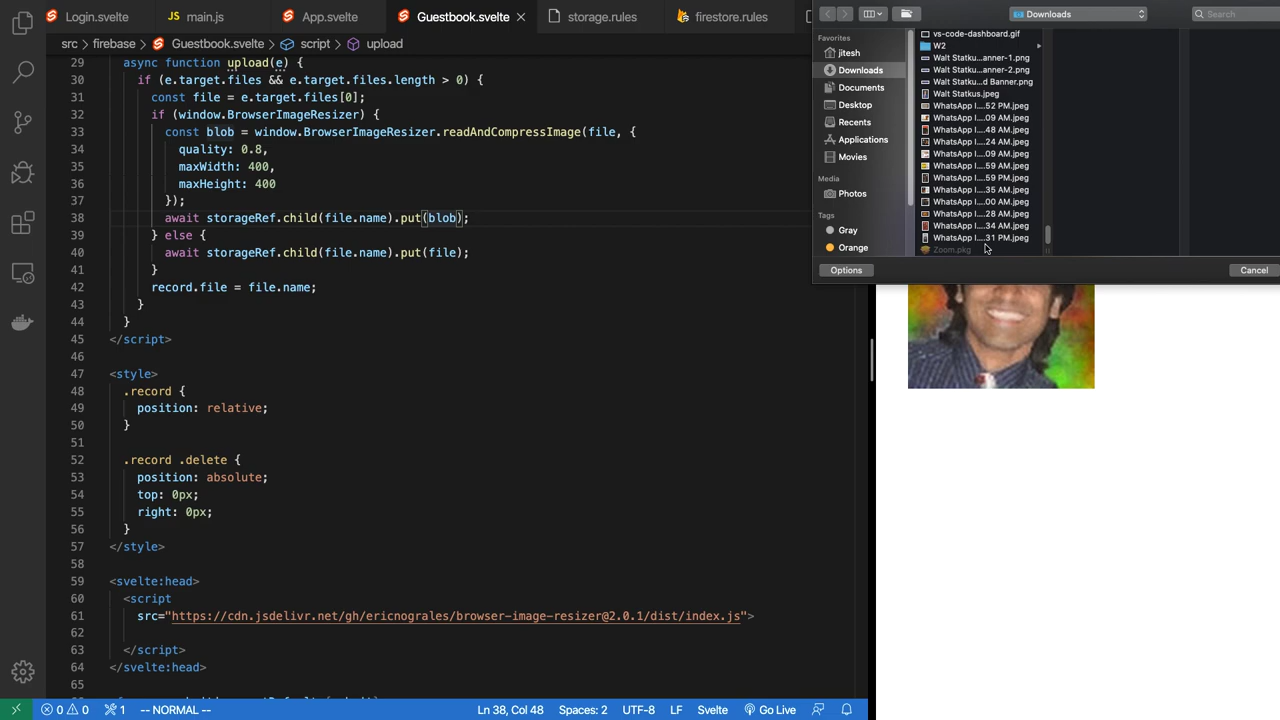 Login.svelte
main.js
App.svelte
Guestbook.svelte
storage.rules
firestore.rules
src > firebase > Guestbook.svelte > script > upload
29 async function upload(e) {
30 if (e.target.files && e.target.files.length > 0) {
31 const file = e.target.files[0];
32 if (window.BrowserImageResizer) {
33 const blob = window.BrowserImageResizer.readAndCompressImage(file, {
34 quality: 0.8,
35 maxWidth: 400,
36 maxHeight: 400
37 });
38 await storageRef.child(file.name).put(blob);
39 } else {
40 await storageRef.child(file.name).put(file);
41 }
42 record.file = file.name;
43 }
44 }
45 </script>
46
47 <style>
48 .record {
49 position: relative;
50 }
51
52 .record .delete {
53 position: absolute;
54 top: 0px;
55 right: 0px;
56 }
57 </style>
58
59 <svelte:head>
60 <script
61 src="https://cdn.jsdelivr.net/gh/ericnograles/browser-image-resizer@2.0.1/dist/index.js">
62
63 </script>
64 </svelte:head>
65
0 0 1 -- NORMAL --
Ln 38, Col 48 Spaces: 2 UTF-8 LF Svelte Go Live
Downloads
Search
Favorites
jitesh
Downloads
Documents
Desktop
Recents
Applications
Movies
Media
Photos
Tags
Gray
Orange
vs-code-dashboard.gif
W2
Walt Statku...anner-1.png
Walt Statku...anner-2.png
Walt Statku...d Banner.png
Walt Statkus.jpeg
WhatsApp I....52 PM.jpeg
WhatsApp I....09 AM.jpeg
WhatsApp I....48 AM.jpeg
WhatsApp I....24 AM.jpeg
WhatsApp I....09 AM.jpeg
WhatsApp I....59 AM.jpeg
WhatsApp I....59 PM.jpeg
WhatsApp I....35 AM.jpeg
WhatsApp I....00 AM.jpeg
WhatsApp I....28 AM.jpeg
WhatsApp I....34 AM.jpeg
WhatsApp I....31 PM.jpeg
Zoom.pkg
Options
Cancel